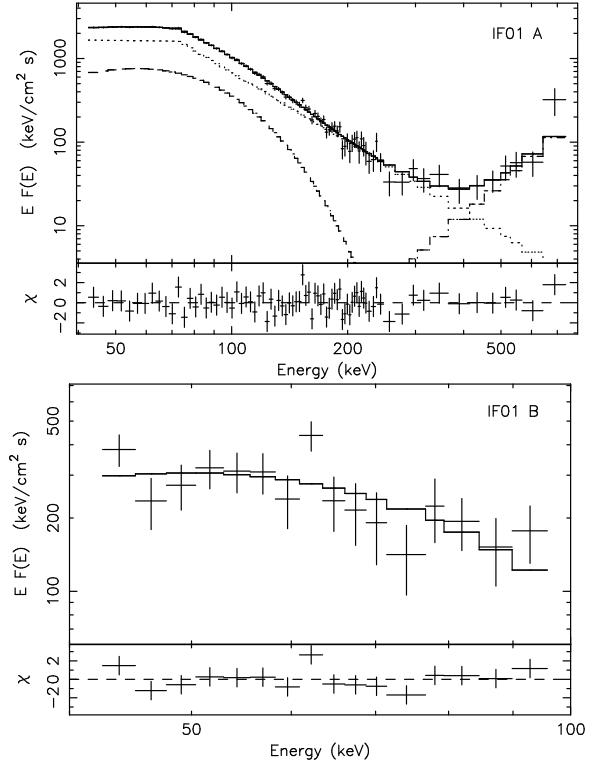 IF01 A
E F(E) (keV/cm² s)
1000
100
10
χ
−2 0 2
50 100 200 500
Energy (keV)
IF01 B
E F(E) (keV/cm² s)
500
200
100
χ
−2 0 2
50 100
Energy (keV)